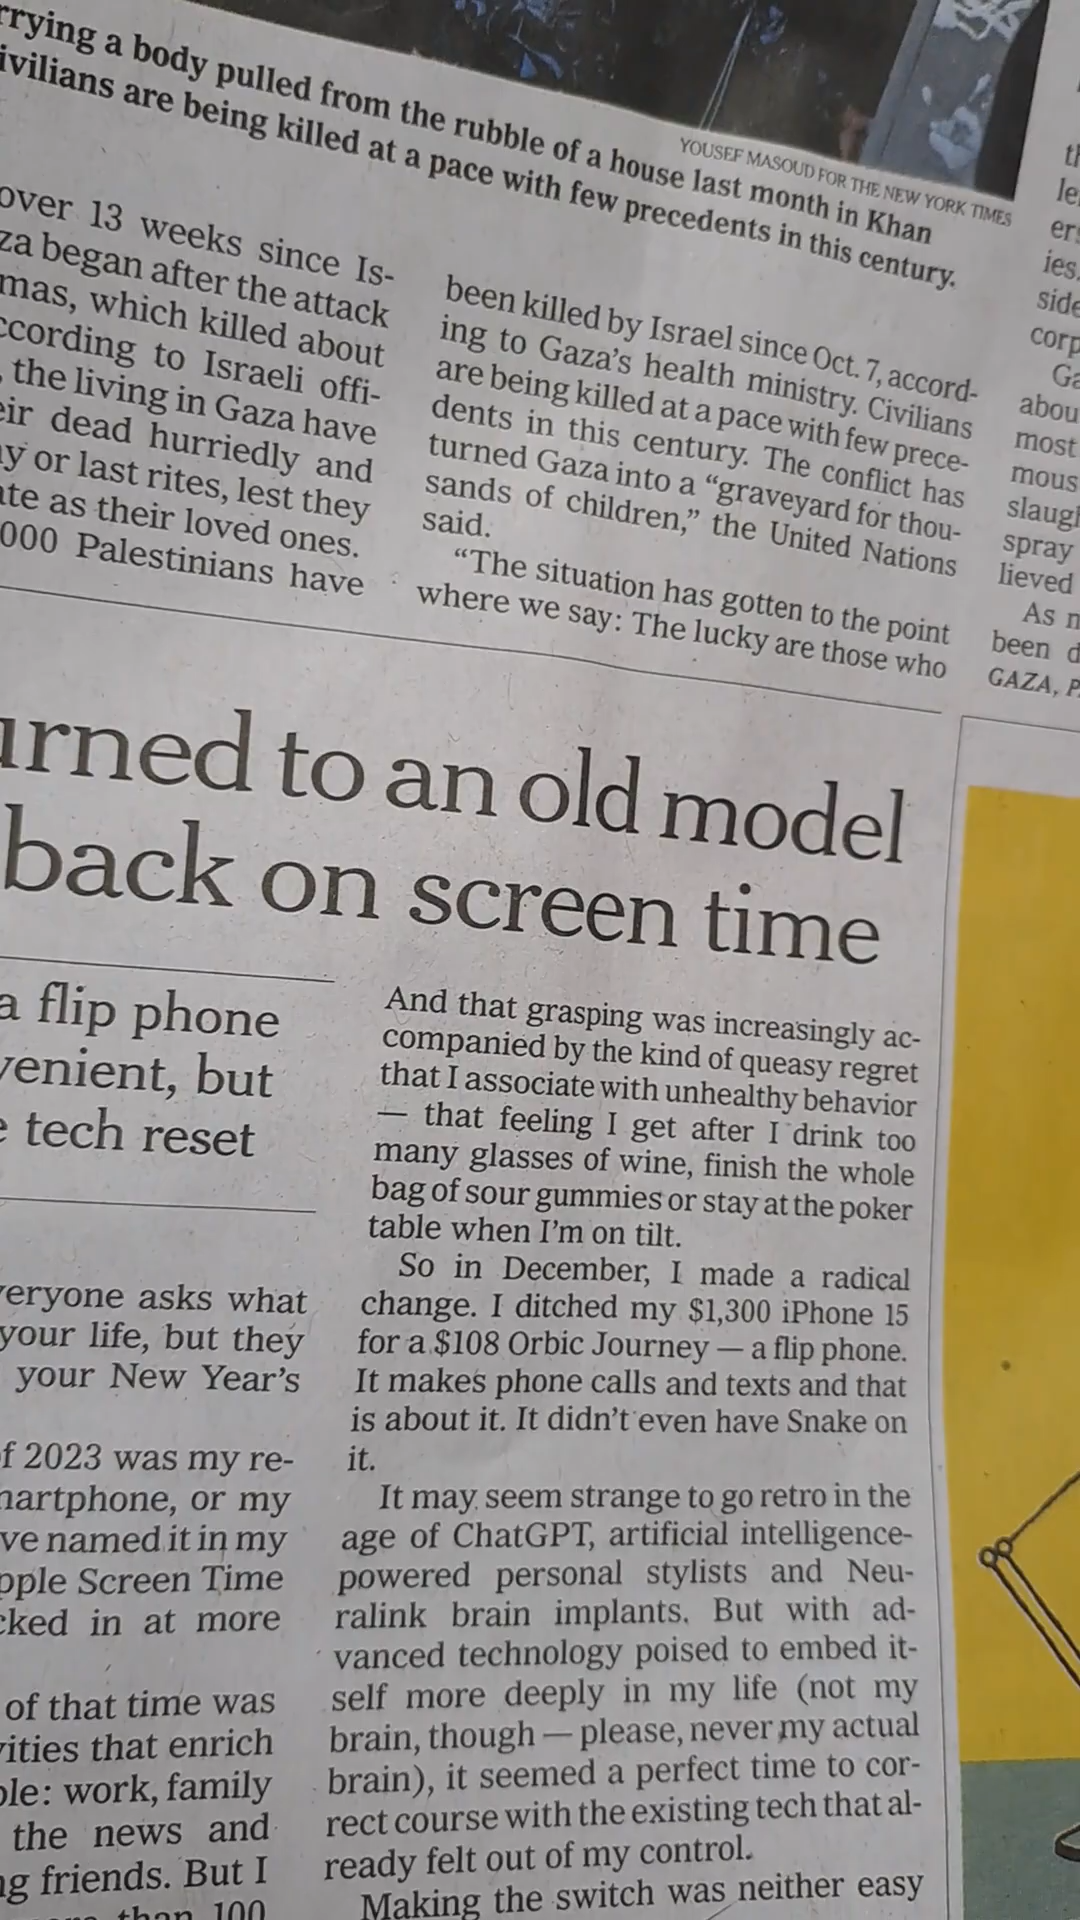 rrying a body pulled from the rubble of a house last month in Khan
ivilians are being killed at a pace with few precedents in this century.
YOUSEF MASOUD FOR THE NEW YORK TIMES
over 13 weeks since Is-
za began after the attack
mas, which killed about
ccording to Israeli offi-
, the living in Gaza have
eir dead hurriedly and
ay or last rites, lest they
ate as their loved ones.
000 Palestinians have
been killed by Israel since Oct. 7, accord-
ing to Gaza's health ministry. Civilians
are being killed at a pace with few prece-
dents in this century. The conflict has
turned Gaza into a “graveyard for thou-
sands of children,” the United Nations
said.
“The situation has gotten to the point
where we say: The lucky are those who
th
le
ers
ies,
side
corp
Ga
abou
most
mous
slaugh
spray
lieved
As m
been d
GAZA, P
urned to an old model
back on screen time
a flip phone
venient, but
e tech reset
veryone asks what
your life, but they
your New Year's
of 2023 was my re-
martphone, or my
ve named it in my
pple Screen Time
cked in at more
of that time was
vities that enrich
ple: work, family
the news and
ng friends. But I
than 100
And that grasping was increasingly ac-
companied by the kind of queasy regret
that I associate with unhealthy behavior
— that feeling I get after I drink too
many glasses of wine, finish the whole
bag of sour gummies or stay at the poker
table when I'm on tilt.
So in December, I made a radical
change. I ditched my $1,300 iPhone 15
for a $108 Orbic Journey — a flip phone.
It makes phone calls and texts and that
is about it. It didn't even have Snake on
it.
It may seem strange to go retro in the
age of ChatGPT, artificial intelligence-
powered personal stylists and Neu-
ralink brain implants. But with ad-
vanced technology poised to embed it-
self more deeply in my life (not my
brain, though — please, never my actual
brain), it seemed a perfect time to cor-
rect course with the existing tech that al-
ready felt out of my control.
Making the switch was neither easy